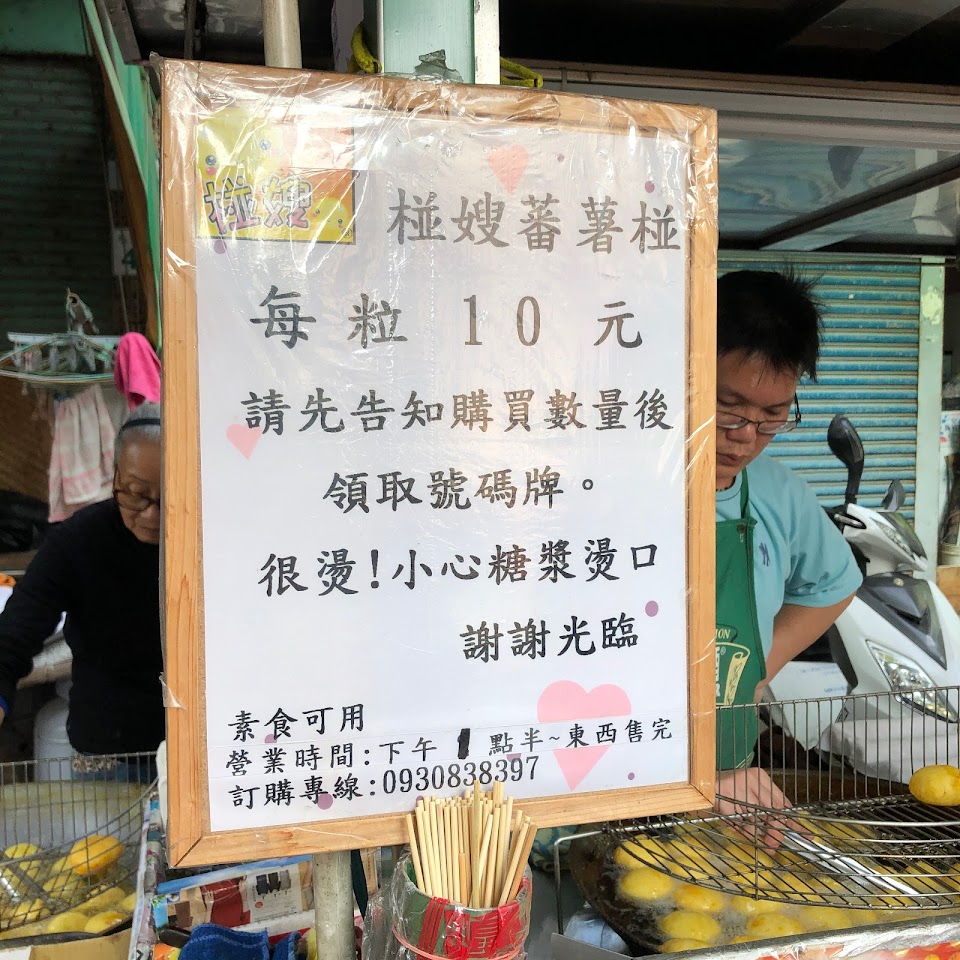 椪嫂
椪嫂蕃薯椪
每粒 10 元
請先告知購買數量後
領取號碼牌。
很燙!小心糖漿燙口
謝謝光臨
素食可用
營業時間:下午 1 點半~東西售完
訂購專線:0930838397